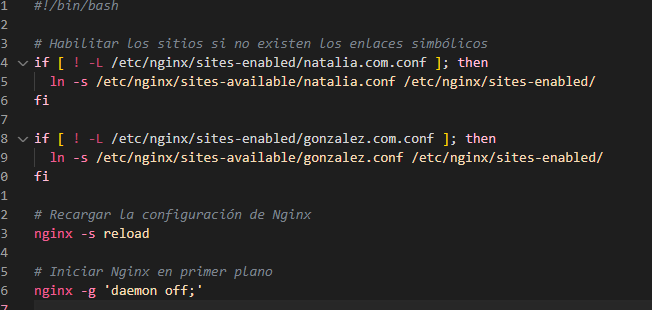 1 #!/bin/bash
2
3 # Habilitar los sitios si no existen los enlaces simbólicos
4 if [ ! -L /etc/nginx/sites-enabled/natalia.com.conf ]; then
5 ln -s /etc/nginx/sites-available/natalia.conf /etc/nginx/sites-enabled/
6 fi
7
8 if [ ! -L /etc/nginx/sites-enabled/gonzalez.com.conf ]; then
9 ln -s /etc/nginx/sites-available/gonzalez.conf /etc/nginx/sites-enabled/
0 fi
1
2 # Recargar la configuración de Nginx
3 nginx -s reload
4
5 # Iniciar Nginx en primer plano
6 nginx -g 'daemon off;'
7